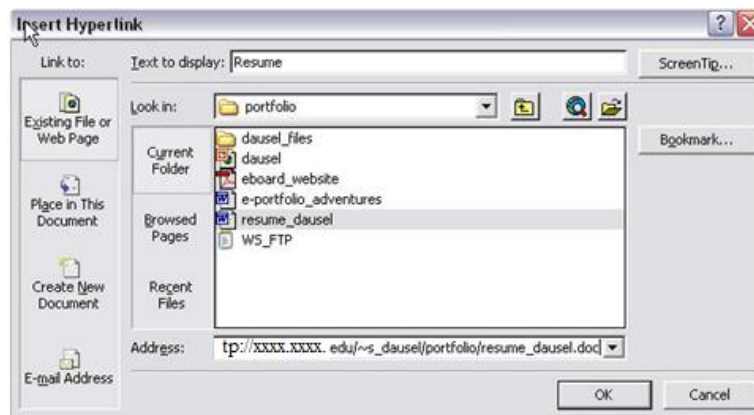 Insert Hyperlink
?
Link to:
Text to display: Resume
ScreenTip...
Existing File or
Web Page
Look in: portfolio
Bookmark...
Current
Folder
dausel_files
dausel
eboard_website
e-portfolio_adventures
resume_dausel
WS_FTP
Place in This
Document
Browsed
Pages
Create New
Document
Recent
Files
E-mail Address
Address: tp://xxxx.xxxx. edu/~s_dausel/portfolio/resume_dausel.doc
OK
Cancel